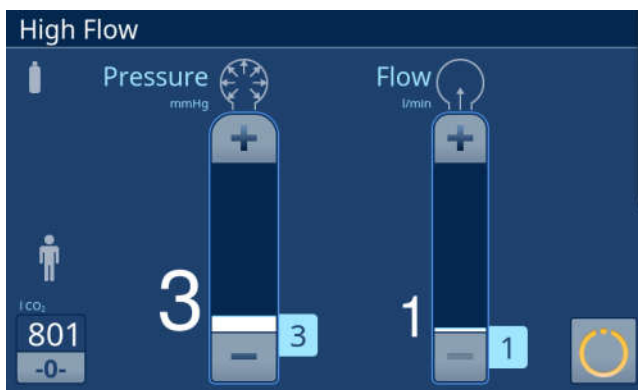 High Flow
Pressure
mmHg
Flow
l/min
3
3
1
1
l CO₂
801
-0-